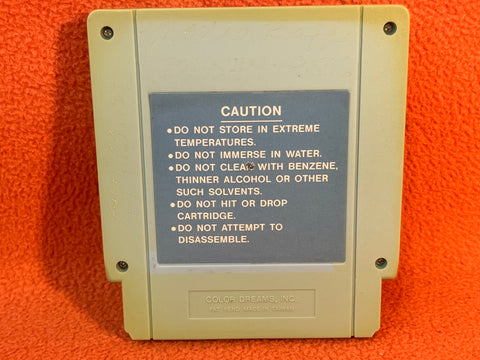 CAUTION
• DO NOT STORE IN EXTREME
TEMPERATURES.
• DO NOT IMMERSE IN WATER.
• DO NOT CLEAN WITH BENZENE,
THINNER ALCOHOL OR OTHER
SUCH SOLVENTS.
• DO NOT HIT OR DROP
CARTRIDGE.
• DO NOT ATTEMPT TO
DISASSEMBLE.
COLOR DREAMS, INC.
PAT. PEND. MADE IN TAIWAN